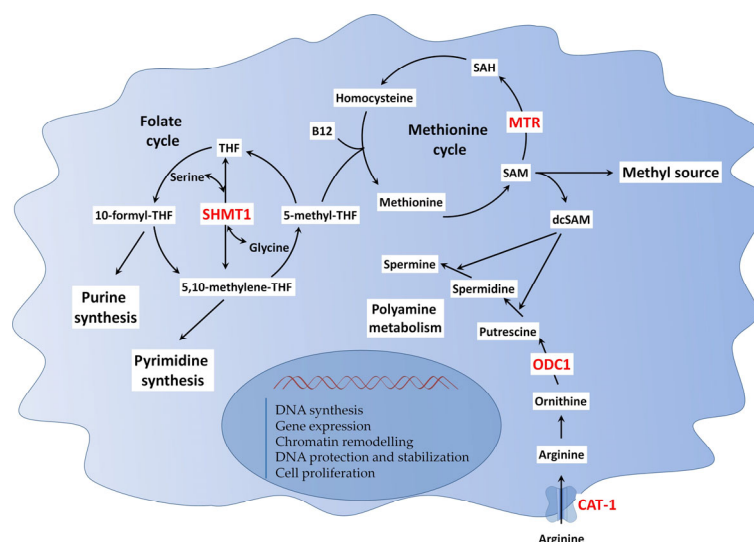 SAH
Homocysteine
B12
Methionine
cycle
MTR
Folate
cycle
THF
Serine
SAM
Methyl source
Methionine
10-formyl-THF
SHMT1
5-methyl-THF
dcSAM
Glycine
Spermine
5,10-methylene-THF
Spermidine
Purine
synthesis
Polyamine
metabolism
Putrescine
Pyrimidine
synthesis
ODC1
Ornithine
DNA synthesis
Gene expression
Chromatin remodelling
DNA protection and stabilization
Cell proliferation
Arginine
CAT-1
Arginine